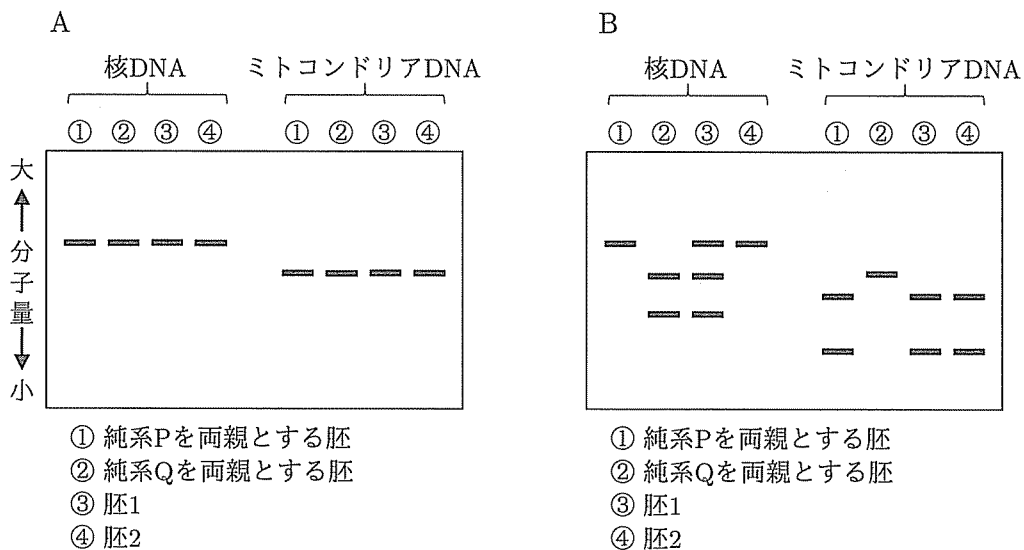 A
核DNA ミトコンドリアDNA
① ② ③ ④ ① ② ③ ④
大
分
子
量
小
① 純系Pを両親とする胚
② 純系Qを両親とする胚
③ 胚1
④ 胚2
B
核DNA ミトコンドリアDNA
① ② ③ ④ ① ② ③ ④
① 純系Pを両親とする胚
② 純系Qを両親とする胚
③ 胚1
④ 胚2